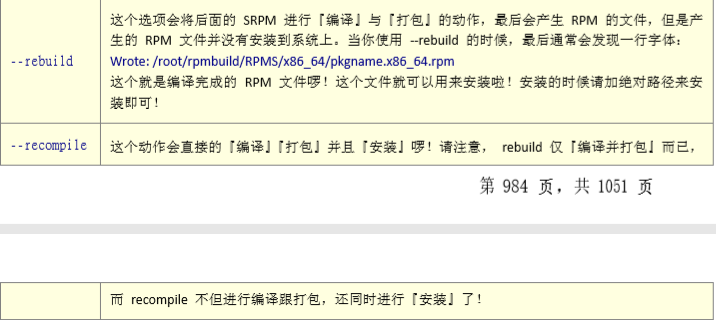 这个选项会将后面的 SRPM 进行『编译』与『打包』的动作，最后会产生 RPM 的文件，但是产
生的 RPM 文件并没有安装到系统上。当你使用 --rebuild 的时候，最后通常会发现一行字体：
--rebuild
Wrote: /root/rpmbuild/RPMS/x86_64/pkgname.x86_64.rpm
这个就是编译完成的 RPM 文件啰！这个文件就可以用来安装啦！安装的时候请加绝对路径来安
装即可！
--recompile 这个动作会直接的『编译』『打包』并且『安装』啰！请注意， rebuild 仅『编译并打包』而已，
第 984 页，共 1051 页
而 recompile 不但进行编译跟打包，还同时进行『安装』了！